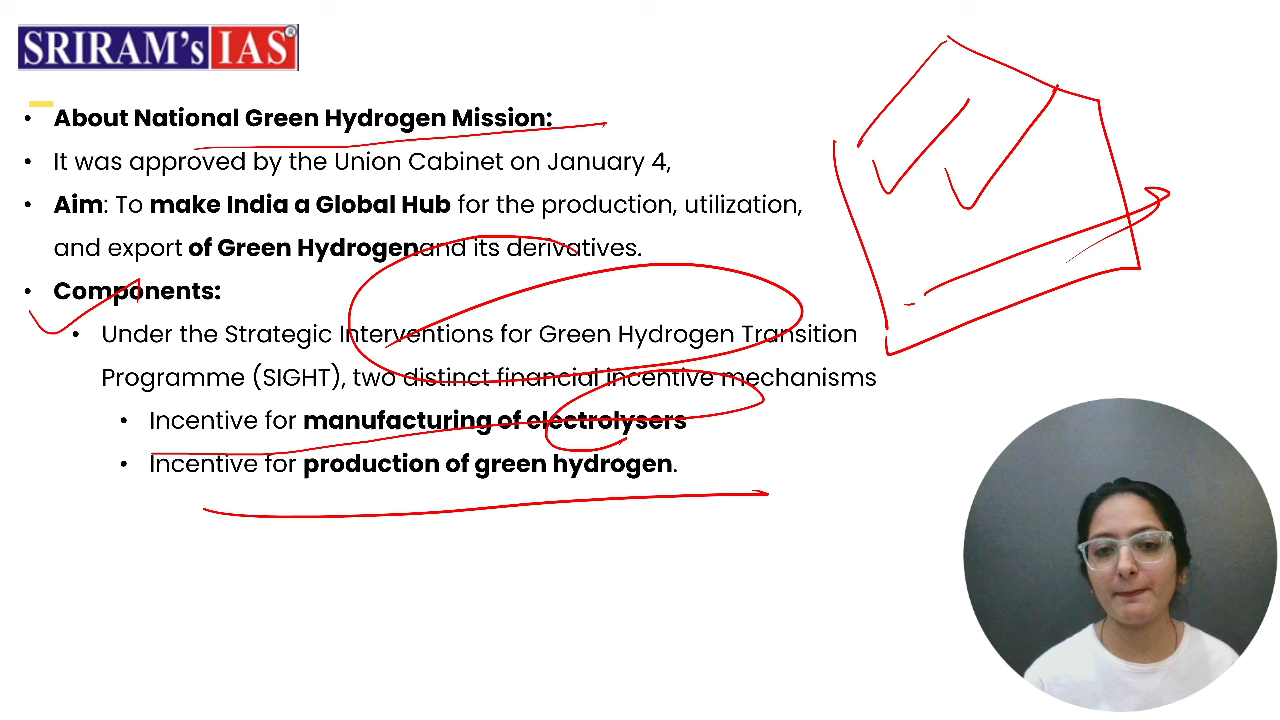 SRIRAM's IAS®
• About National Green Hydrogen Mission:
• It was approved by the Union Cabinet on January 4,
• Aim: To make India a Global Hub for the production, utilization,
and export of Green Hydrogenand its derivatives.
• Components:
• Under the Strategic Interventions for Green Hydrogen Transition
Programme (SIGHT), two distinct financial incentive mechanisms
• Incentive for manufacturing of electrolysers
• Incentive for production of green hydrogen.